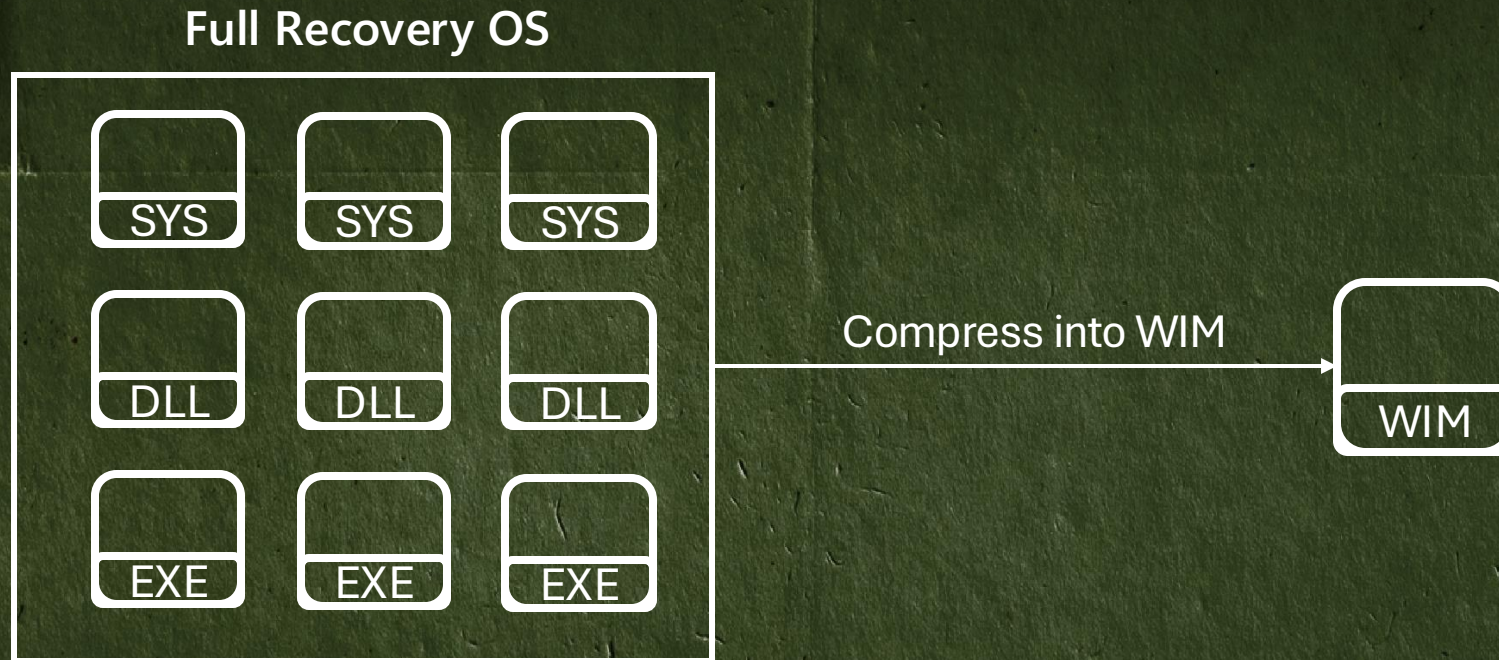 Full Recovery OS
SYS SYS SYS
Compress into WIM
DLL DLL DLL
WIM
EXE EXE EXE